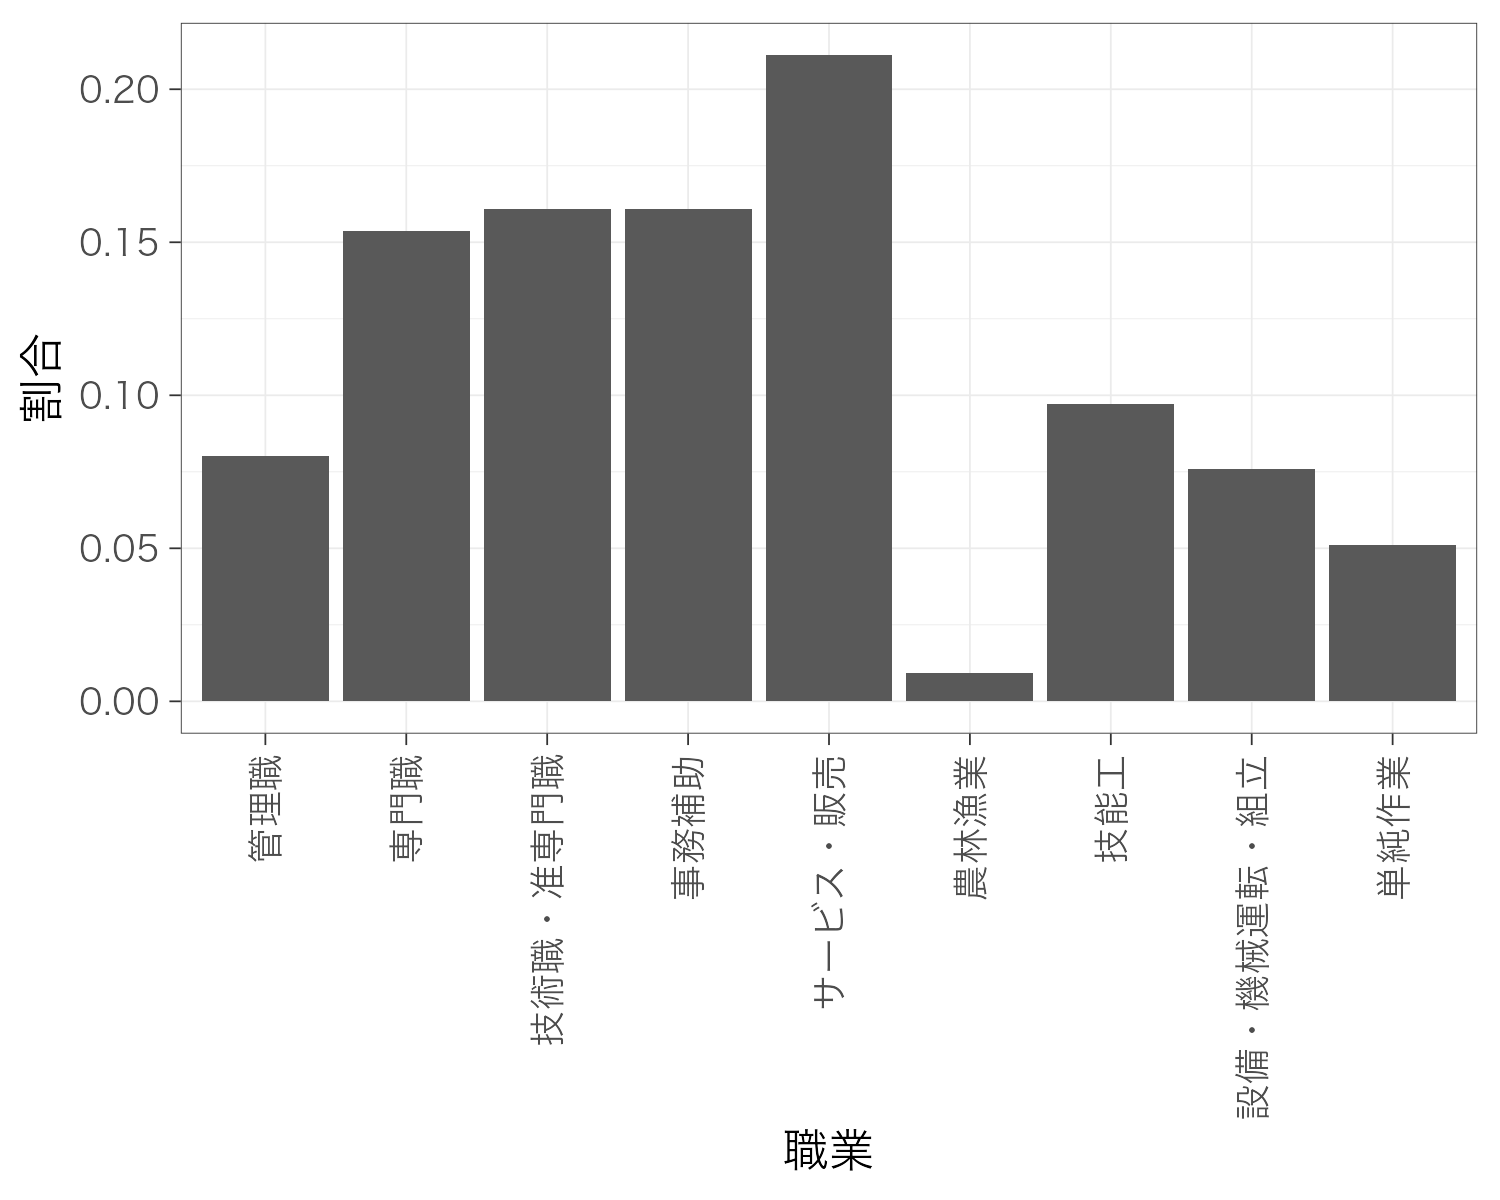 割合
0.20
0.15
0.10
0.05
0.00
管理職
専門職
技術職・准専門職
事務補助
サービス・販売
農林漁業
技能工
設備・機械運転・組立
単純作業
職業